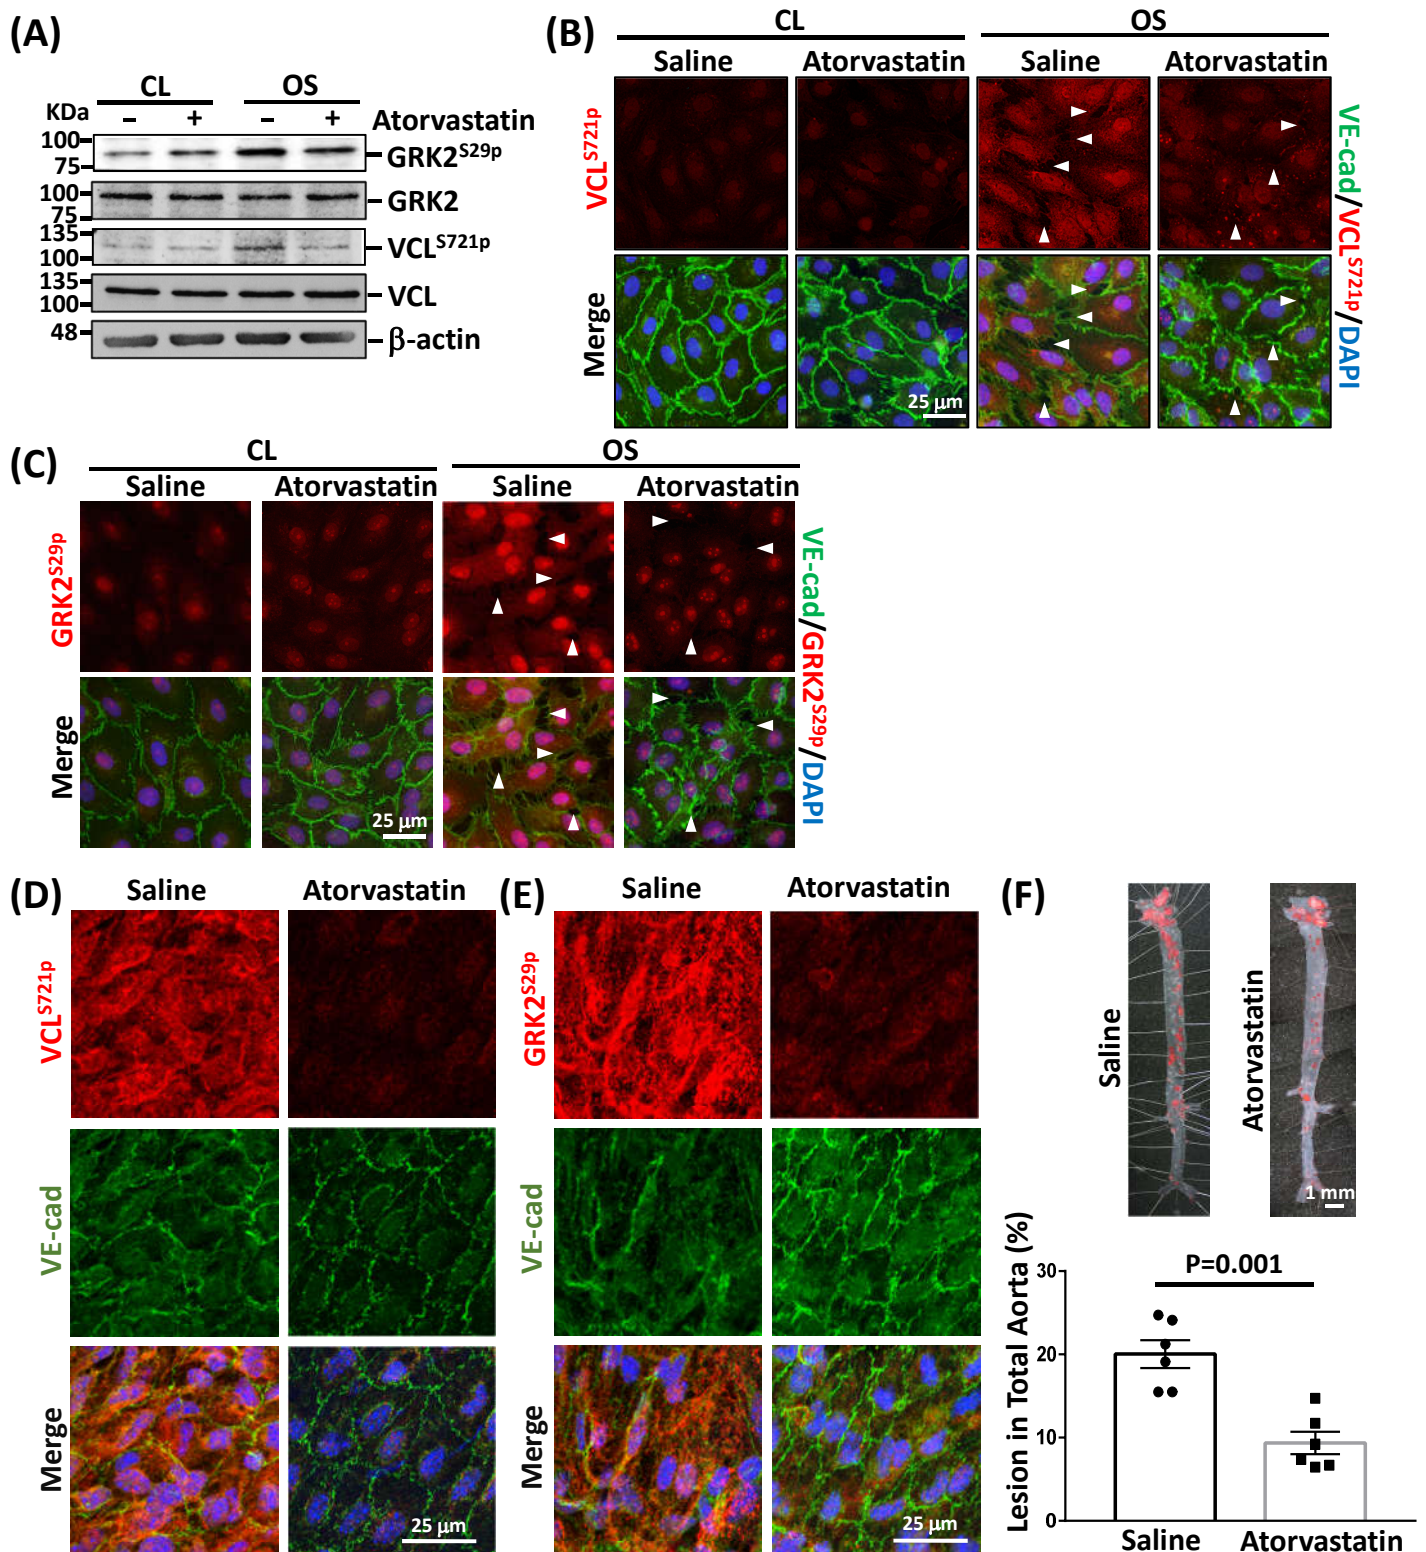 (A)
CL OS
KDa − + − + Atorvastatin
100
75
GRK2S29p
100
75
GRK2
135
100
VCLS721p
135
100
VCL
48
β-actin
(B)
CL OS
Saline Atorvastatin Saline Atorvastatin
VCLS721p
Merge
25 μm
VE-cad/VCLS721p/DAPI
(C)
CL OS
Saline Atorvastatin Saline Atorvastatin
GRK2S29p
Merge
25 μm
VE-cad/GRK2S29p/DAPI
(D)
Saline Atorvastatin
VCLS721p
VE-cad
Merge
25 μm
(E)
Saline Atorvastatin
GRK2S29p
VE-cad
Merge
25 μm
(F)
Saline
Atorvastatin
1 mm
Lesion in Total Aorta (%)
P=0.001
30
20
10
0
Saline Atorvastatin